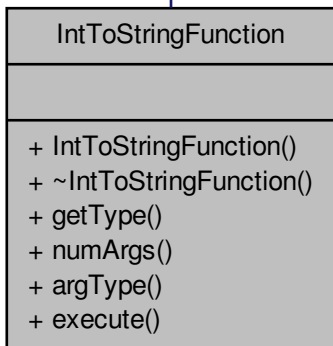 IntToStringFunction
+ IntToStringFunction()
+ ~IntToStringFunction()
+ getType()
+ numArgs()
+ argType()
+ execute()